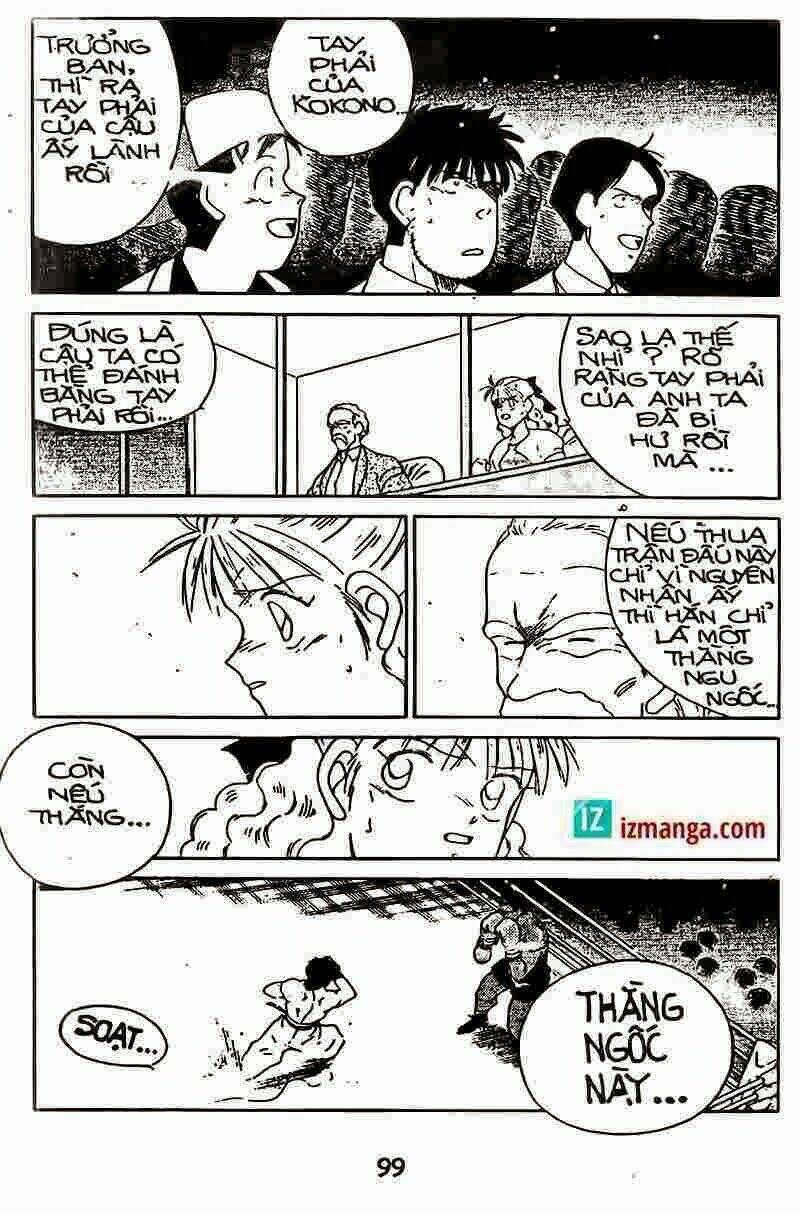 TRƯỞNG
BAN,
THÌ RA
TAY PHẢI
CỦA CẬU
ẤY LÀNH
RỒI
TAY
PHẢI
CỦA
KOKONO...
ĐÚNG LÀ
CẬU TA CÓ
THỂ ĐÁNH
BẰNG TAY
PHẢI RỒI...
SAO LẠ THẾ
NHỈ ? RÕ
RÀNG TAY PHẢI
CỦA ANH TA
ĐÃ BỊ
HƯ RỒI
MÀ ...
NẾU THUA
TRẬN ĐẤU NÀY
CHỈ VÌ NGUYÊN
NHÂN ẤY
THÌ HẮN CHỈ
LÀ MỘT
THẰNG
NGU
NGỐC...
CÒN
NẾU
THẮNG...
iZ izmanga.com
SOẠT...
THẰNG
NGỐC
NÀY...
99